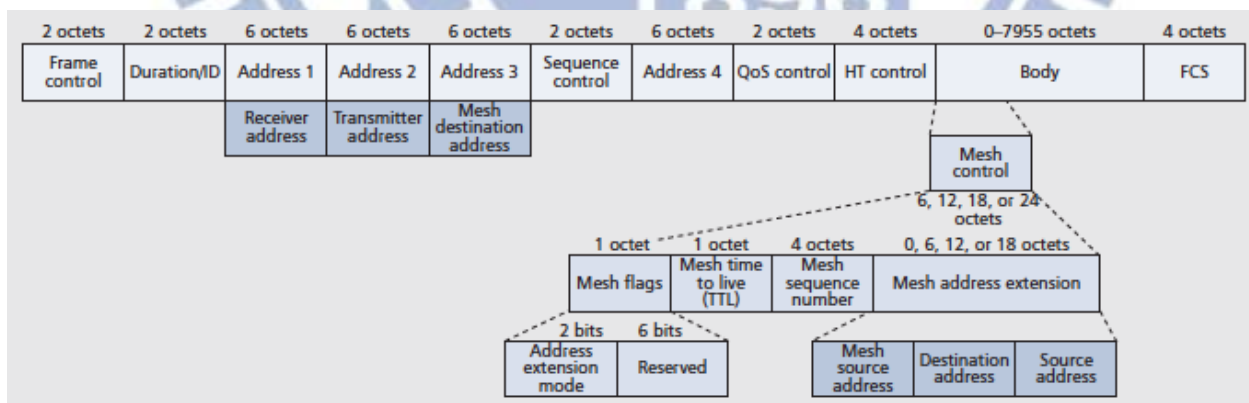 2 octets 2 octets 6 octets 6 octets 6 octets 2 octets 6 octets 2 octets 4 octets 0–7955 octets 4 octets
Frame control Duration/ID Address 1 Address 2 Address 3 Sequence control Address 4 QoS control HT control Body FCS
Receiver address Transmitter address Mesh destination address
Mesh
control
6, 12, 18, or 24
octets
1 octet 1 octet 4 octets 0, 6, 12, or 18 octets
Mesh flags Mesh time to live (TTL) Mesh sequence number Mesh address extension
2 bits 6 bits
Address extension mode Reserved
Mesh source address Destination address Source address